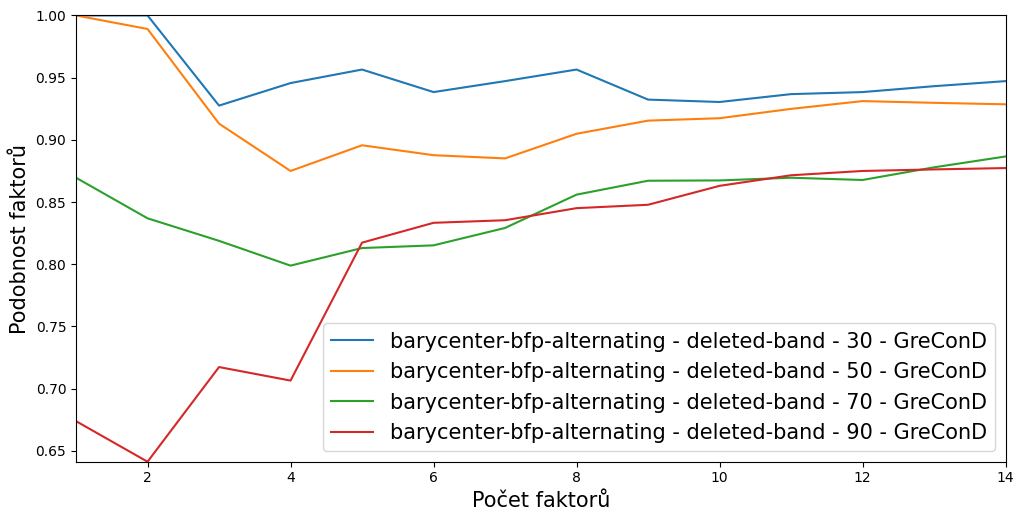 1.00
0.95
0.90
0.85
0.80
0.75
0.70
0.65
Podobnost faktorů
barycenter-bfp-alternating - deleted-band - 30 - GreConD
barycenter-bfp-alternating - deleted-band - 50 - GreConD
barycenter-bfp-alternating - deleted-band - 70 - GreConD
barycenter-bfp-alternating - deleted-band - 90 - GreConD
2 4 6 8 10 12 14
Počet faktorů